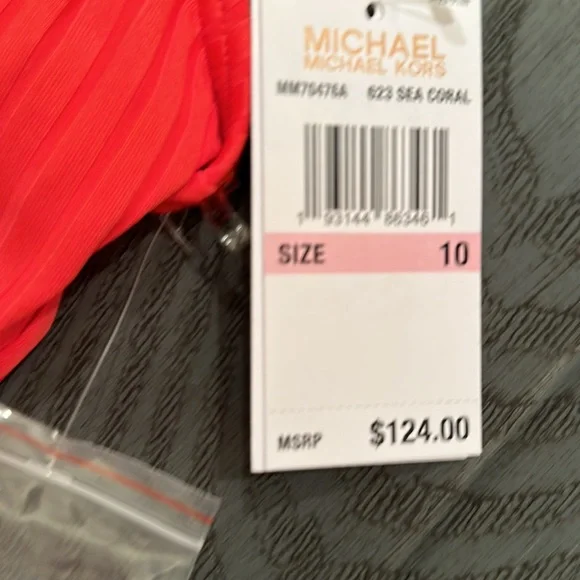 MICHAEL
MICHAEL KORS
MM7S476A 623 SEA CORAL
1 93144 86346 1
SIZE 10
MSRP $124.00